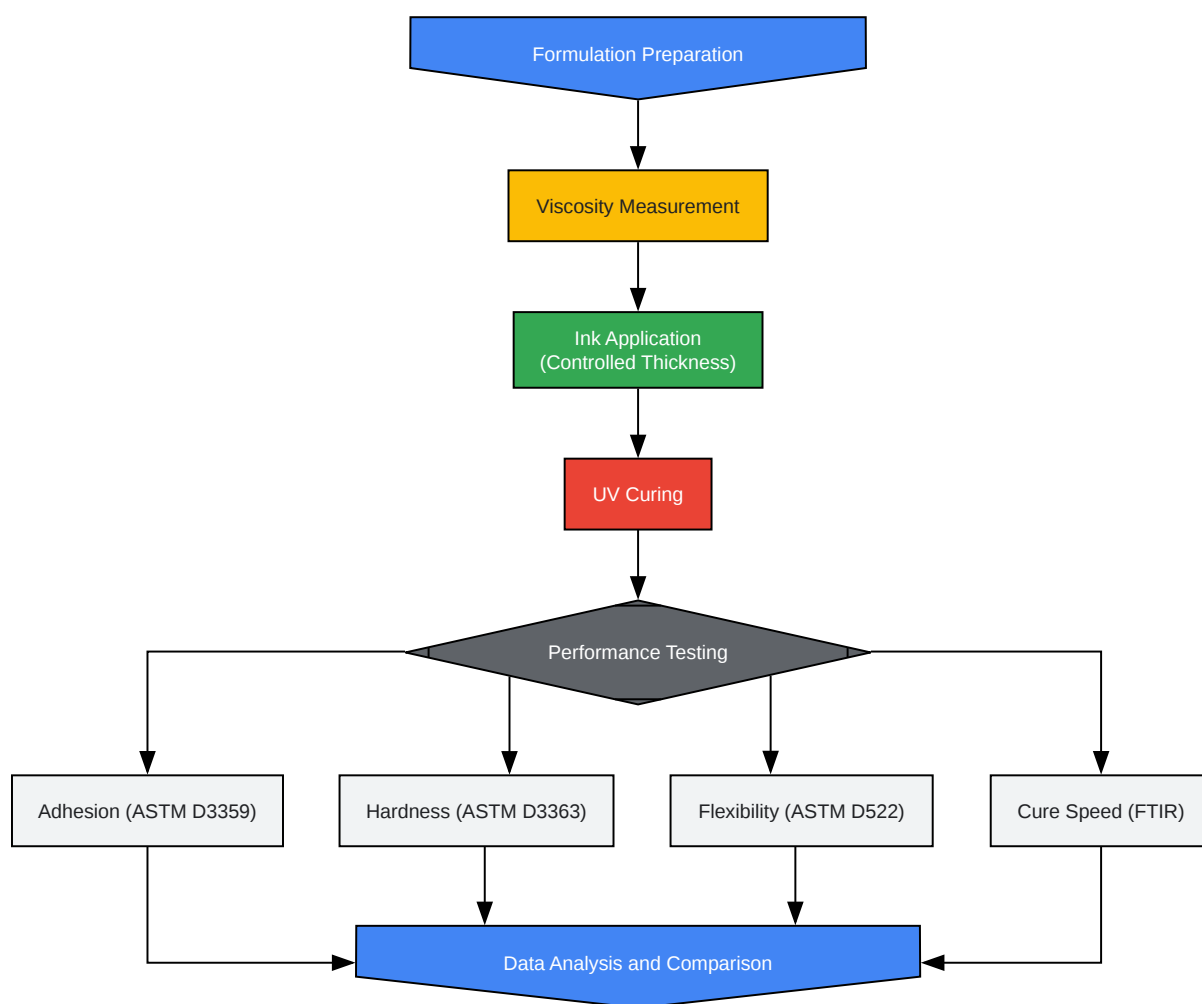 Formulation Preparation
Viscosity Measurement
Ink Application
(Controlled Thickness)
UV Curing
Performance Testing
Adhesion (ASTM D3359)
Hardness (ASTM D3363)
Flexibility (ASTM D522)
Cure Speed (FTIR)
Data Analysis and Comparison